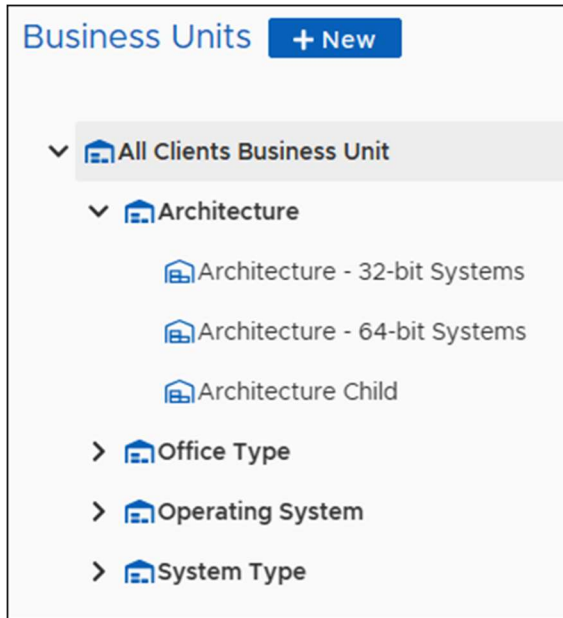 Business Units + New
All Clients Business Unit
Architecture
Architecture - 32-bit Systems
Architecture - 64-bit Systems
Architecture Child
Office Type
Operating System
System Type